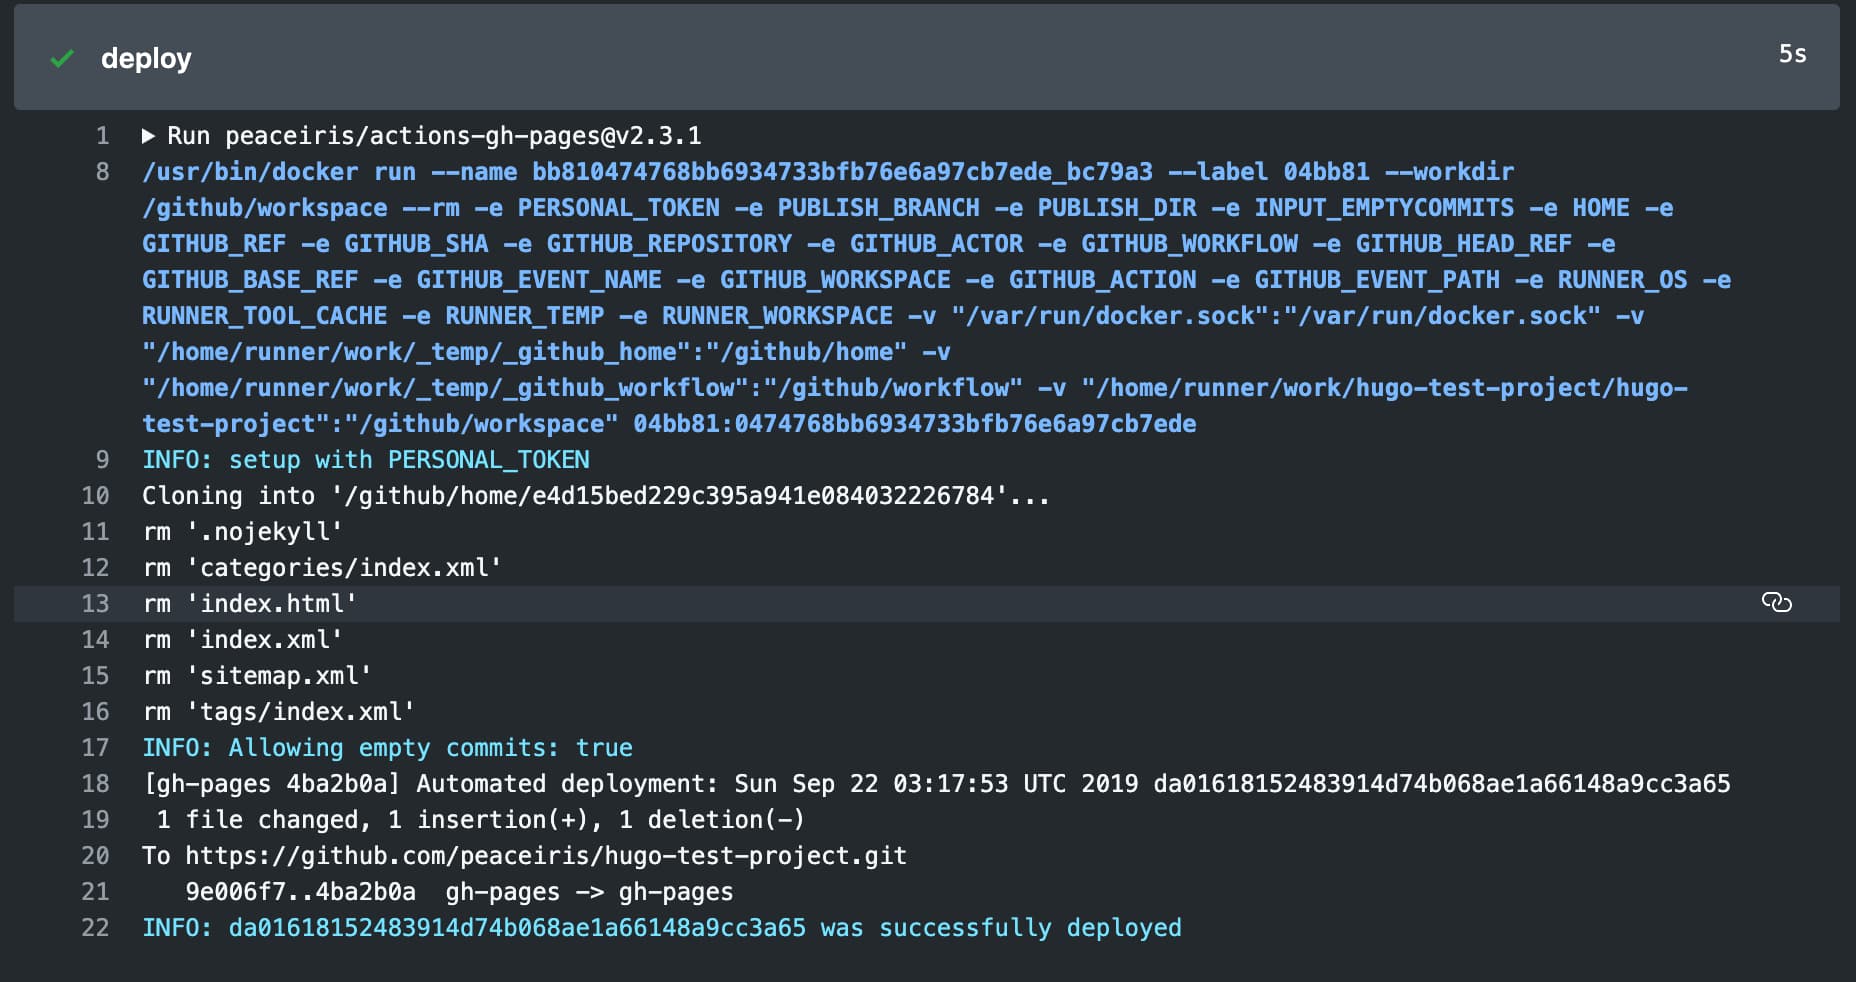 deploy
5s
1 Run peaceiris/actions-gh-pages@v2.3.1
8 /usr/bin/docker run --name bb810474768bb6934733bfb76e6a97cb7ede_bc79a3 --label 04bb81 --workdir
/github/workspace --rm -e PERSONAL_TOKEN -e PUBLISH_BRANCH -e PUBLISH_DIR -e INPUT_EMPTYCOMMITS -e HOME -e
GITHUB_REF -e GITHUB_SHA -e GITHUB_REPOSITORY -e GITHUB_ACTOR -e GITHUB_WORKFLOW -e GITHUB_HEAD_REF -e
GITHUB_BASE_REF -e GITHUB_EVENT_NAME -e GITHUB_WORKSPACE -e GITHUB_ACTION -e GITHUB_EVENT_PATH -e RUNNER_OS -e
RUNNER_TOOL_CACHE -e RUNNER_TEMP -e RUNNER_WORKSPACE -v "/var/run/docker.sock":"/var/run/docker.sock" -v
"/home/runner/work/_temp/_github_home":"/github/home" -v
"/home/runner/work/_temp/_github_workflow":"/github/workflow" -v "/home/runner/work/hugo-test-project/hugo-
test-project":"/github/workspace" 04bb81:0474768bb6934733bfb76e6a97cb7ede
9 INFO: setup with PERSONAL_TOKEN
10 Cloning into '/github/home/e4d15bed229c395a941e084032226784'...
11 rm '.nojekyll'
12 rm 'categories/index.xml'
13 rm 'index.html'
14 rm 'index.xml'
15 rm 'sitemap.xml'
16 rm 'tags/index.xml'
17 INFO: Allowing empty commits: true
18 [gh-pages 4ba2b0a] Automated deployment: Sun Sep 22 03:17:53 UTC 2019 da01618152483914d74b068ae1a66148a9cc3a65
19 1 file changed, 1 insertion(+), 1 deletion(-)
20 To https://github.com/peaceiris/hugo-test-project.git
21 9e006f7..4ba2b0a gh-pages -> gh-pages
22 INFO: da01618152483914d74b068ae1a66148a9cc3a65 was successfully deployed